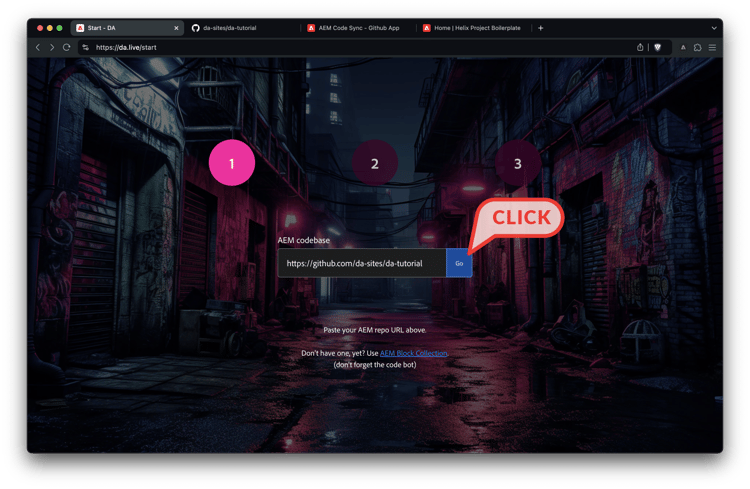 Start - DA
da-sites/da-tutorial
AEM Code Sync - Github App
Home | Helix Project Boilerplate
https://da.live/start
1
2
3
CLICK
AEM codebase
https://github.com/da-sites/da-tutorial
Go
Paste your AEM repo URL above.
Don't have one, yet? Use AEM Block Collection.
(don't forget the code bot)